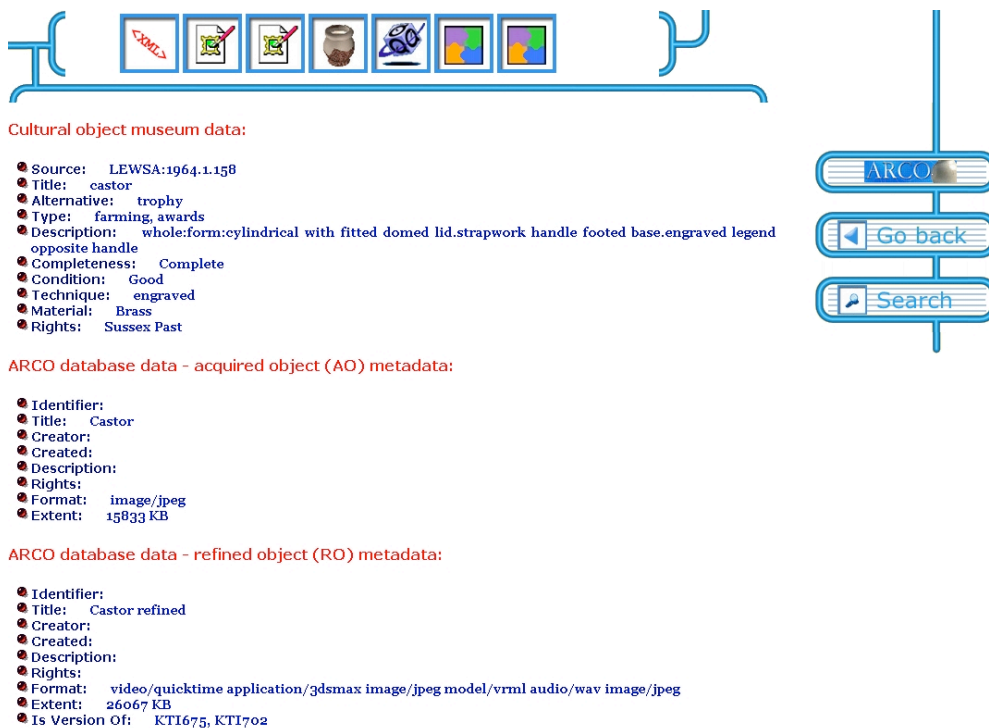 <XML>
Cultural object museum data:
Source: LEWSA:1964.1.158
Title: castor
Alternative: trophy
Type: farming, awards
Description: whole:form:cylindrical with fitted domed lid.strapwork handle footed base.engraved legend
opposite handle
Completeness: Complete
Condition: Good
Technique: engraved
Material: Brass
Rights: Sussex Past
ARCO database data - acquired object (AO) metadata:
Identifier:
Title: Castor
Creator:
Created:
Description:
Rights:
Format: image/jpeg
Extent: 15833 KB
ARCO database data - refined object (RO) metadata:
Identifier:
Title: Castor refined
Creator:
Created:
Description:
Rights:
Format: video/quicktime application/3dsmax image/jpeg model/vrml audio/wav image/jpeg
Extent: 26067 KB
Is Version Of: KTI675, KTI702
ARCO
Go back
Search